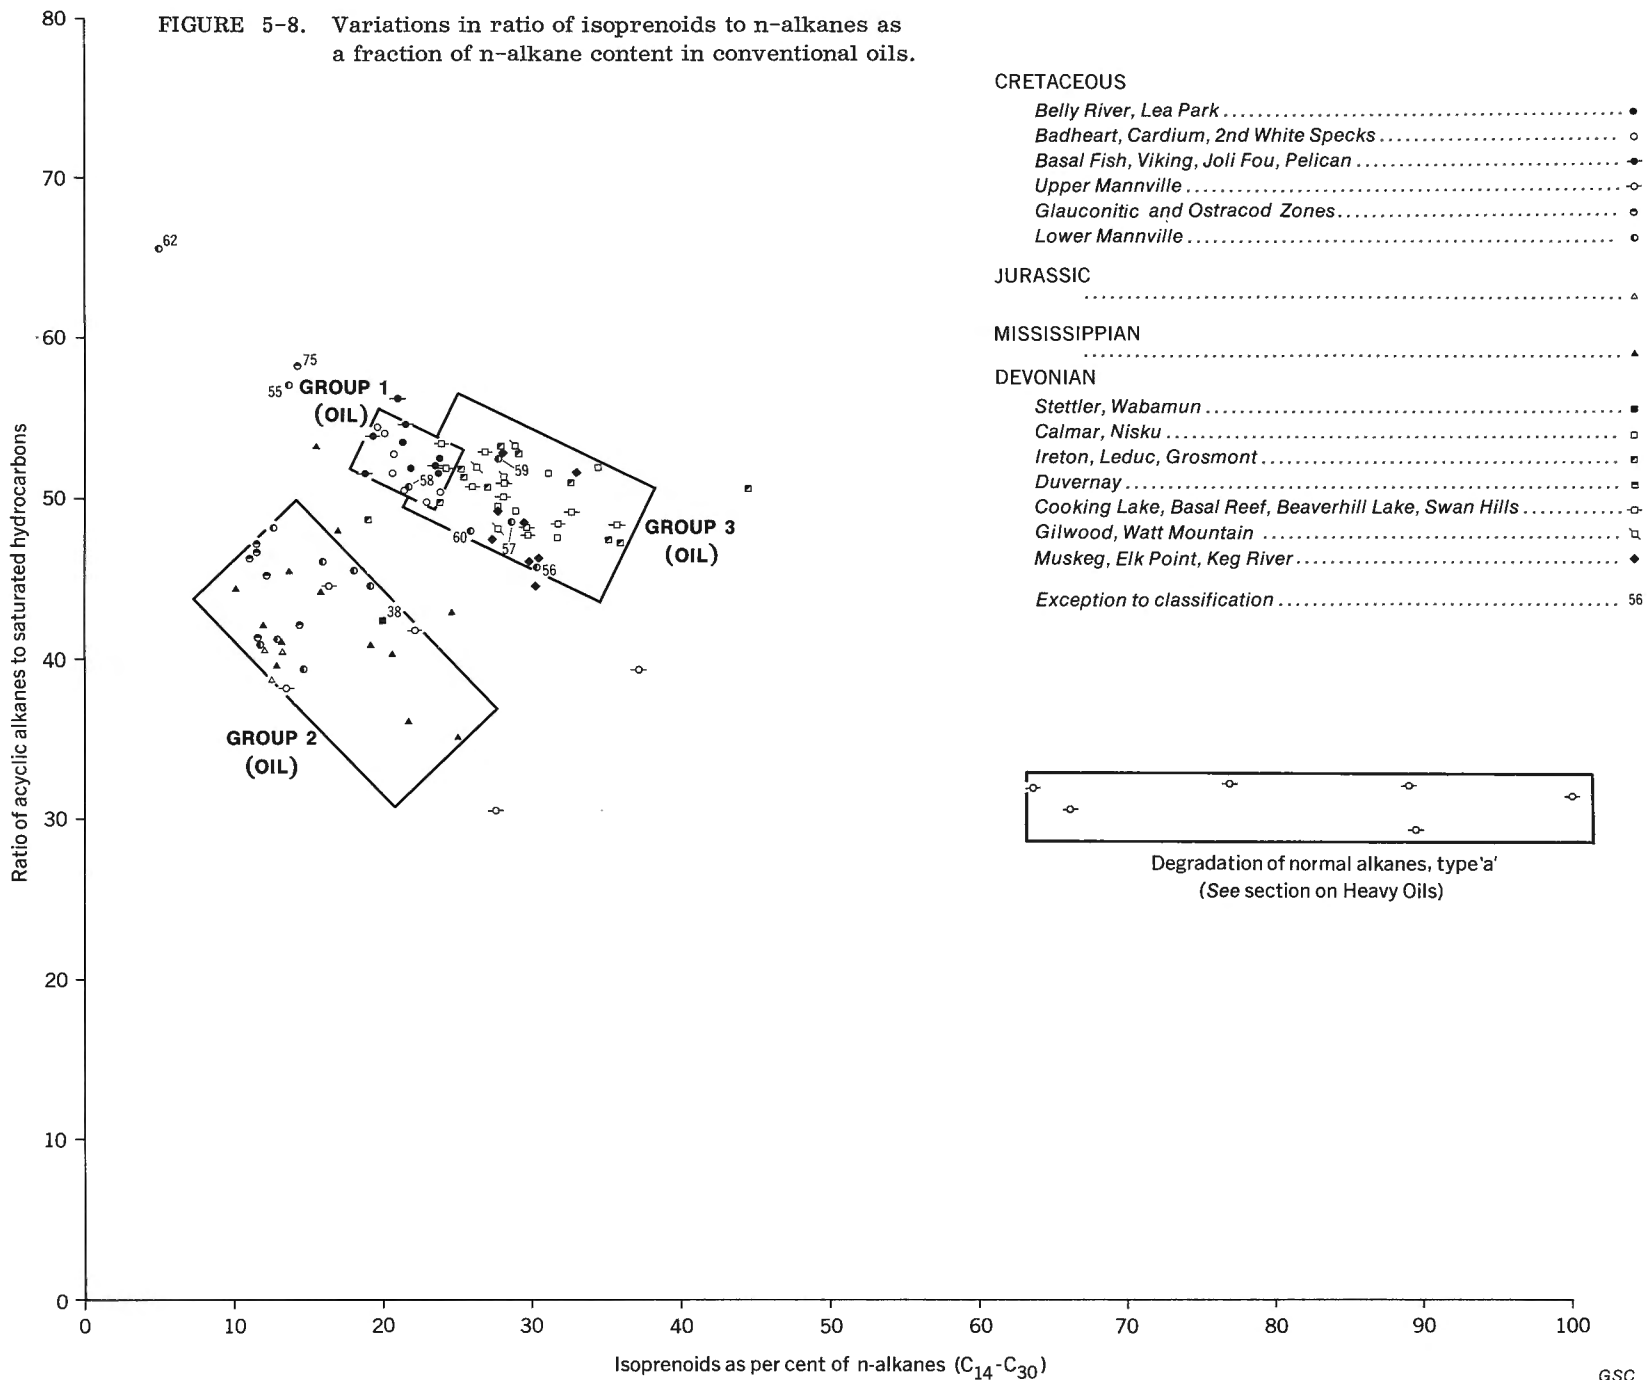 FIGURE 5-8. Variations in ratio of isoprenoids to n-alkanes as
a fraction of n-alkane content in conventional oils.
CRETACEOUS
Belly River, Lea Park
Badheart, Cardium, 2nd White Specks
Basal Fish, Viking, Joli Fou, Pelican
Upper Mannville
Glauconitic and Ostracod Zones
Lower Mannville
JURASSIC
MISSISSIPPIAN
DEVONIAN
Stettler, Wabamun
Calmar, Nisku
Ireton, Leduc, Grosmont
Duvernay
Cooking Lake, Basal Reef, Beaverhill Lake, Swan Hills
Gilwood, Watt Mountain
Muskeg, Elk Point, Keg River
Exception to classification 56
Ratio of acyclic alkanes to saturated hydrocarbons
80
70
60
50
40
30
20
10
0
62
75
55
GROUP 1
(OIL)
58
59
60
57
56
GROUP 3
(OIL)
38
GROUP 2
(OIL)
Degradation of normal alkanes, type 'a'
(See section on Heavy Oils)
0 10 20 30 40 50 60 70 80 90 100
Isoprenoids as per cent of n-alkanes (C14-C30)
GSC